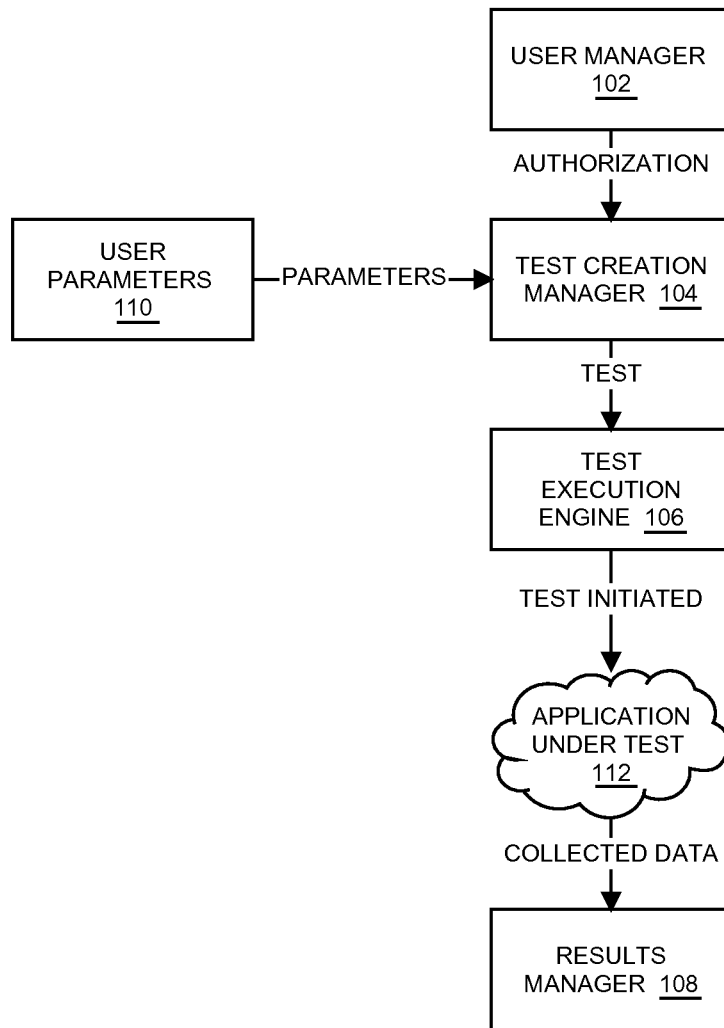 USER MANAGER
102
AUTHORIZATION
USER
PARAMETERS
110
PARAMETERS
TEST CREATION
MANAGER 104
TEST
TEST
EXECUTION
ENGINE 106
TEST INITIATED
APPLICATION
UNDER TEST
112
COLLECTED DATA
RESULTS
MANAGER 108